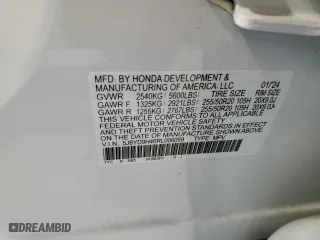 MFD. BY HONDA DEVELOPMENT &
MANUFACTURING OF AMERICA, LLC 01/24
GVWR 2540KG (5600LBS) TIRE SIZE RIM SIZE
GAWR F 1325KG (2921LBS) 255/50R20 105H 20X9.0J
GAWR R 1255KG (2767LBS) 255/50R20 105H 20X9.0J
THIS VEHICLE CONFORMS TO ALL APPLICABLE
FEDERAL MOTOR VEHICLE SAFETY AND
THEFT PREVENTION STANDARDS IN EFFECT ON
THE DATE OF MANUFACTURE SHOWN ABOVE.
V.I.N. TYPE: MPV
DEALERSHIP.COM